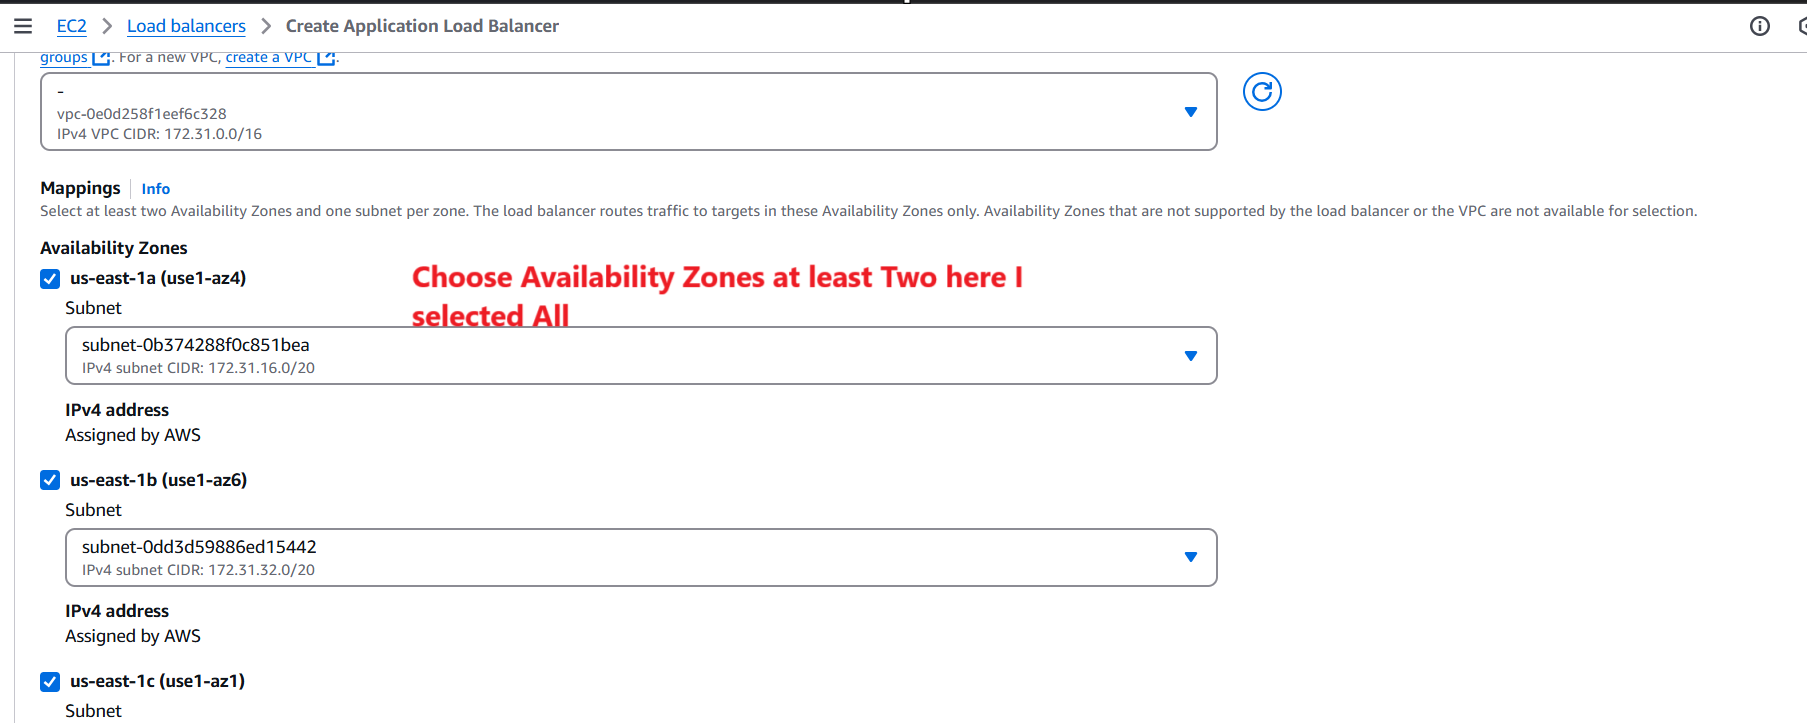 EC2 > Load balancers > Create Application Load Balancer
groups. For a new VPC, create a VPC.
-
vpc-0e0d258f1eef6c328
IPv4 VPC CIDR: 172.31.0.0/16
Mappings | Info
Select at least two Availability Zones and one subnet per zone. The load balancer routes traffic to targets in these Availability Zones only. Availability Zones that are not supported by the load balancer or the VPC are not available for selection.
Availability Zones
us-east-1a (use1-az4)
Choose Availability Zones at least Two here I
selected All
Subnet
subnet-0b374288f0c851bea
IPv4 subnet CIDR: 172.31.16.0/20
IPv4 address
Assigned by AWS
us-east-1b (use1-az6)
Subnet
subnet-0dd3d59886ed15442
IPv4 subnet CIDR: 172.31.32.0/20
IPv4 address
Assigned by AWS
us-east-1c (use1-az1)
Subnet